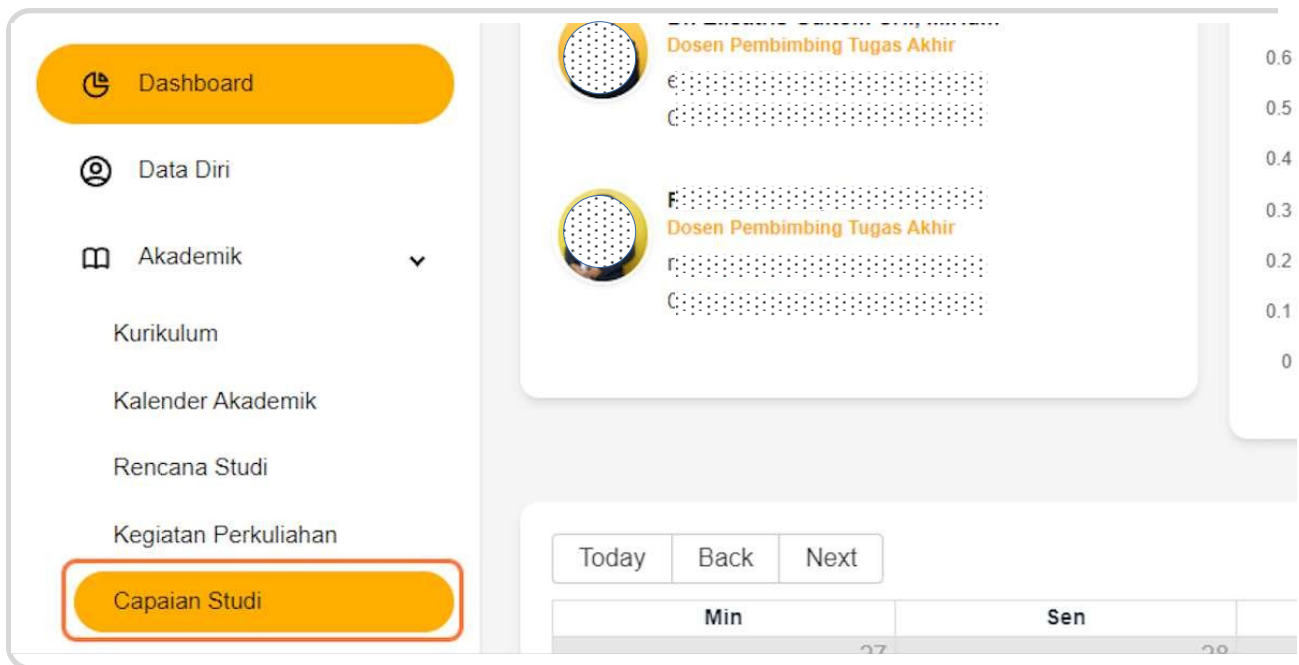 Dashboard
Data Diri
Akademik
Kurikulum
Kalender Akademik
Rencana Studi
Kegiatan Perkuliahan
Capaian Studi
Dosen Pembimbing Tugas Akhir
Dosen Pembimbing Tugas Akhir
0.6
0.5
0.4
0.3
0.2
0.1
0
Today Back Next
Min Sen
27 28